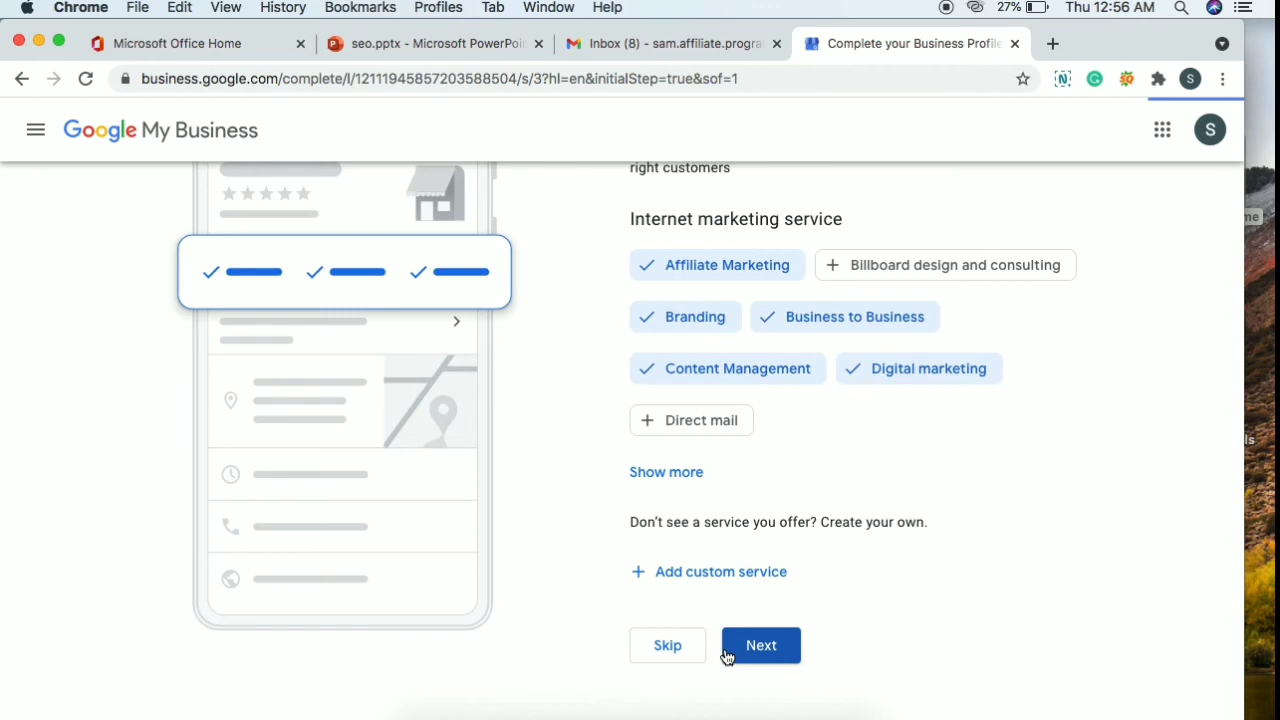 Chrome File Edit View History Bookmarks Profiles Tab Window Help 27% Thu 12:56 AM
Microsoft Office Home seo.pptx - Microsoft PowerPoi Inbox (8) - sam.affiliate.progra Complete your Business Profile
business.google.com/complete/l/12111945857203588504/s/3?hl=en&initialStep=true&sof=1
Google My Business S
right customers
Internet marketing service
Affiliate Marketing Billboard design and consulting
Branding Business to Business
Content Management Digital marketing
Direct mail
Show more
Don't see a service you offer? Create your own.
Add custom service
Skip Next